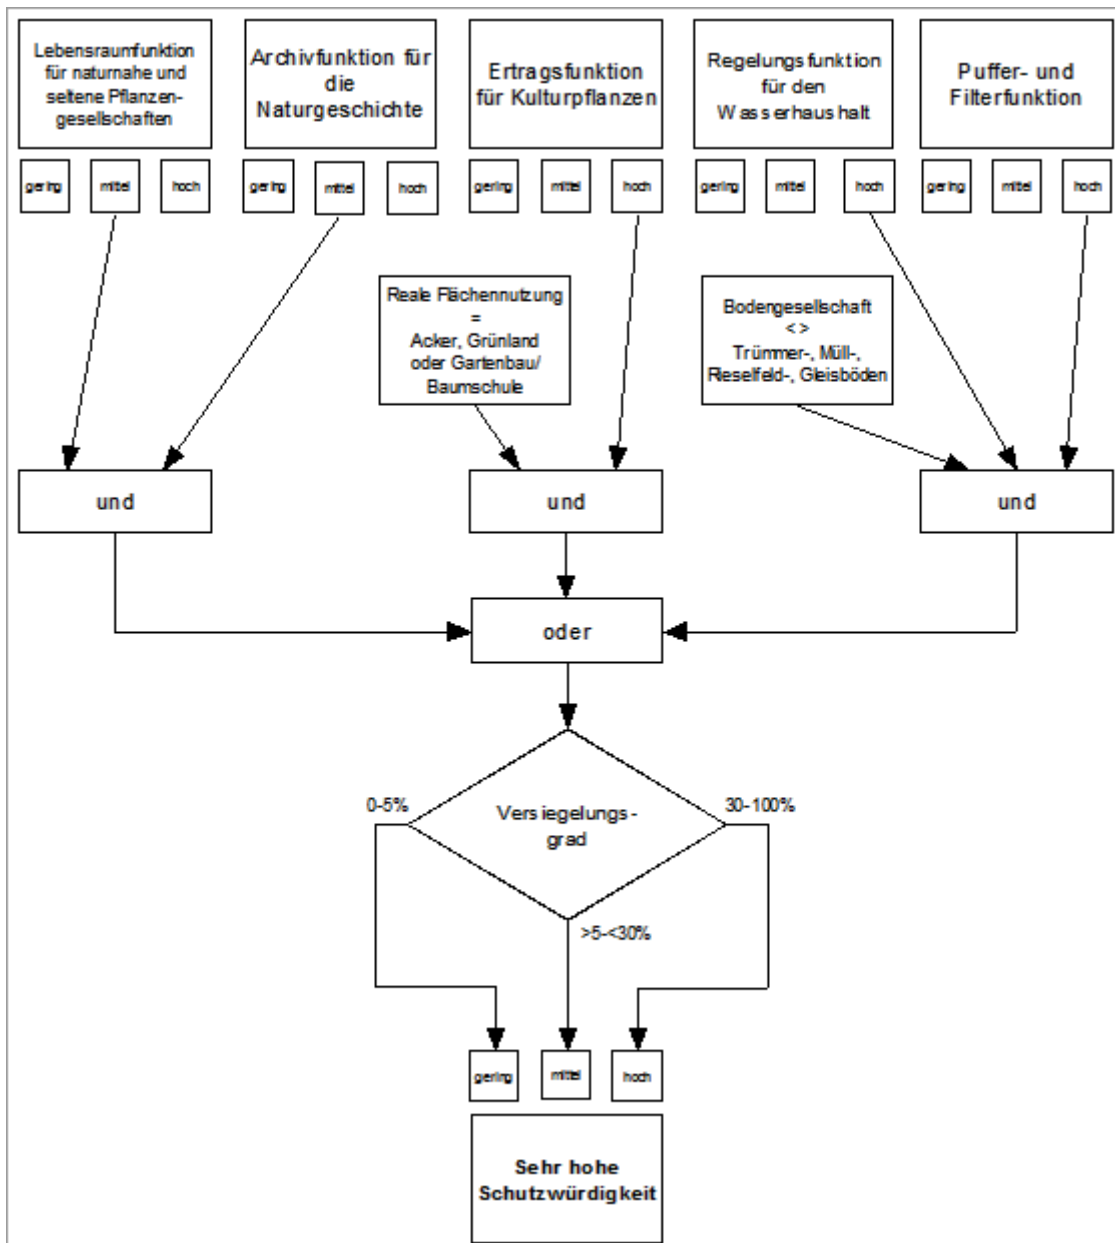 Lebensraumfunktion
für naturnahe und
seltene Pflanzen-
gesellschaften
Archivfunktion für
die
Naturgeschichte
Ertragsfunktion
für Kulturpflanzen
Regelungsfunktion
für den
Wasserhaushalt
Puffer- und
Filterfunktion
gering
mittel
hoch
gering
mittel
hoch
gering
mittel
hoch
gering
mittel
hoch
gering
mittel
hoch
Reale Flächennutzung
=
Acker, Grünland
oder Gartenbau/
Baumschule
Bodengesellschaft
<>
Trümmer-, Müll-,
Rieselfeld-, Gleisböden
und
und
und
oder
Versiegelungs-
grad
0-5%
30-100%
>5-<30%
gering
mittel
hoch
Sehr hohe
Schutzwürdigkeit